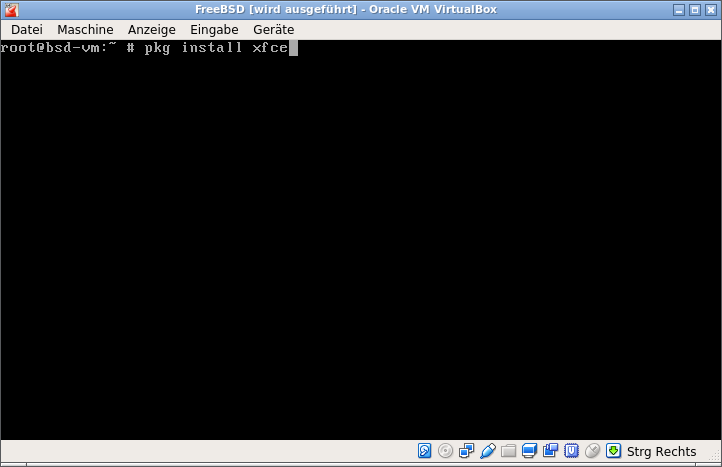 FreeBSD [wird ausgeführt] - Oracle VM VirtualBox
Datei Maschine Anzeige Eingabe Geräte
root@bsd-vm:~ # pkg install xfce
Strg Rechts